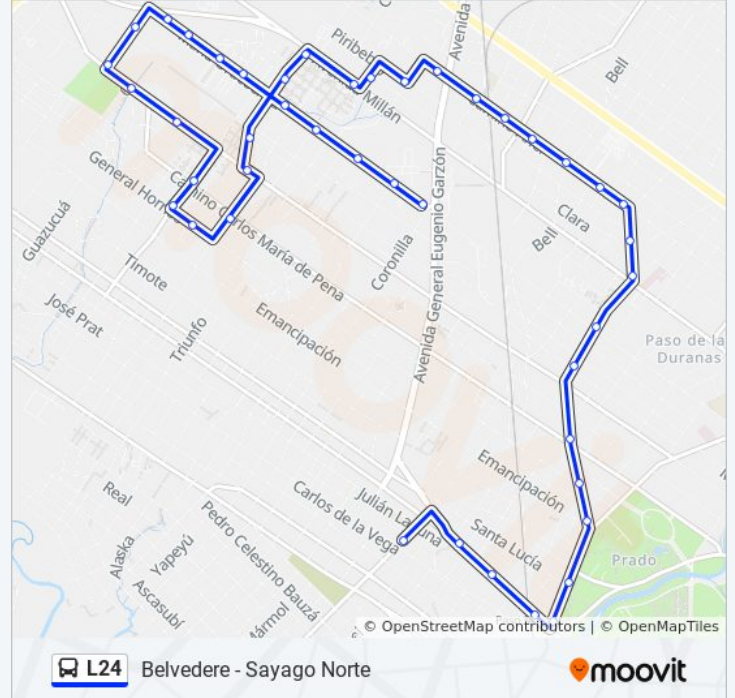 Piribeb
Avenida
Bell
Millán
General Horno
Camino Carlos María de Pena
Avenida General Eugenio Garzón
Clara
Bell
Guazucuá
Coronilla
Timote
José Prat
Triunfo
Emancipación
Paso de la
Duranas
Emancipación
Real
Carlos de la Vega
Julián Laguna
Santa Lucía
Pedro Celestino Bauzá
Alaska
Yapeyú
Ascasubí
Mármol
Prado
© OpenStreetMap contributors | © OpenMapTiles
L24 Belvedere - Sayago Norte
moovit